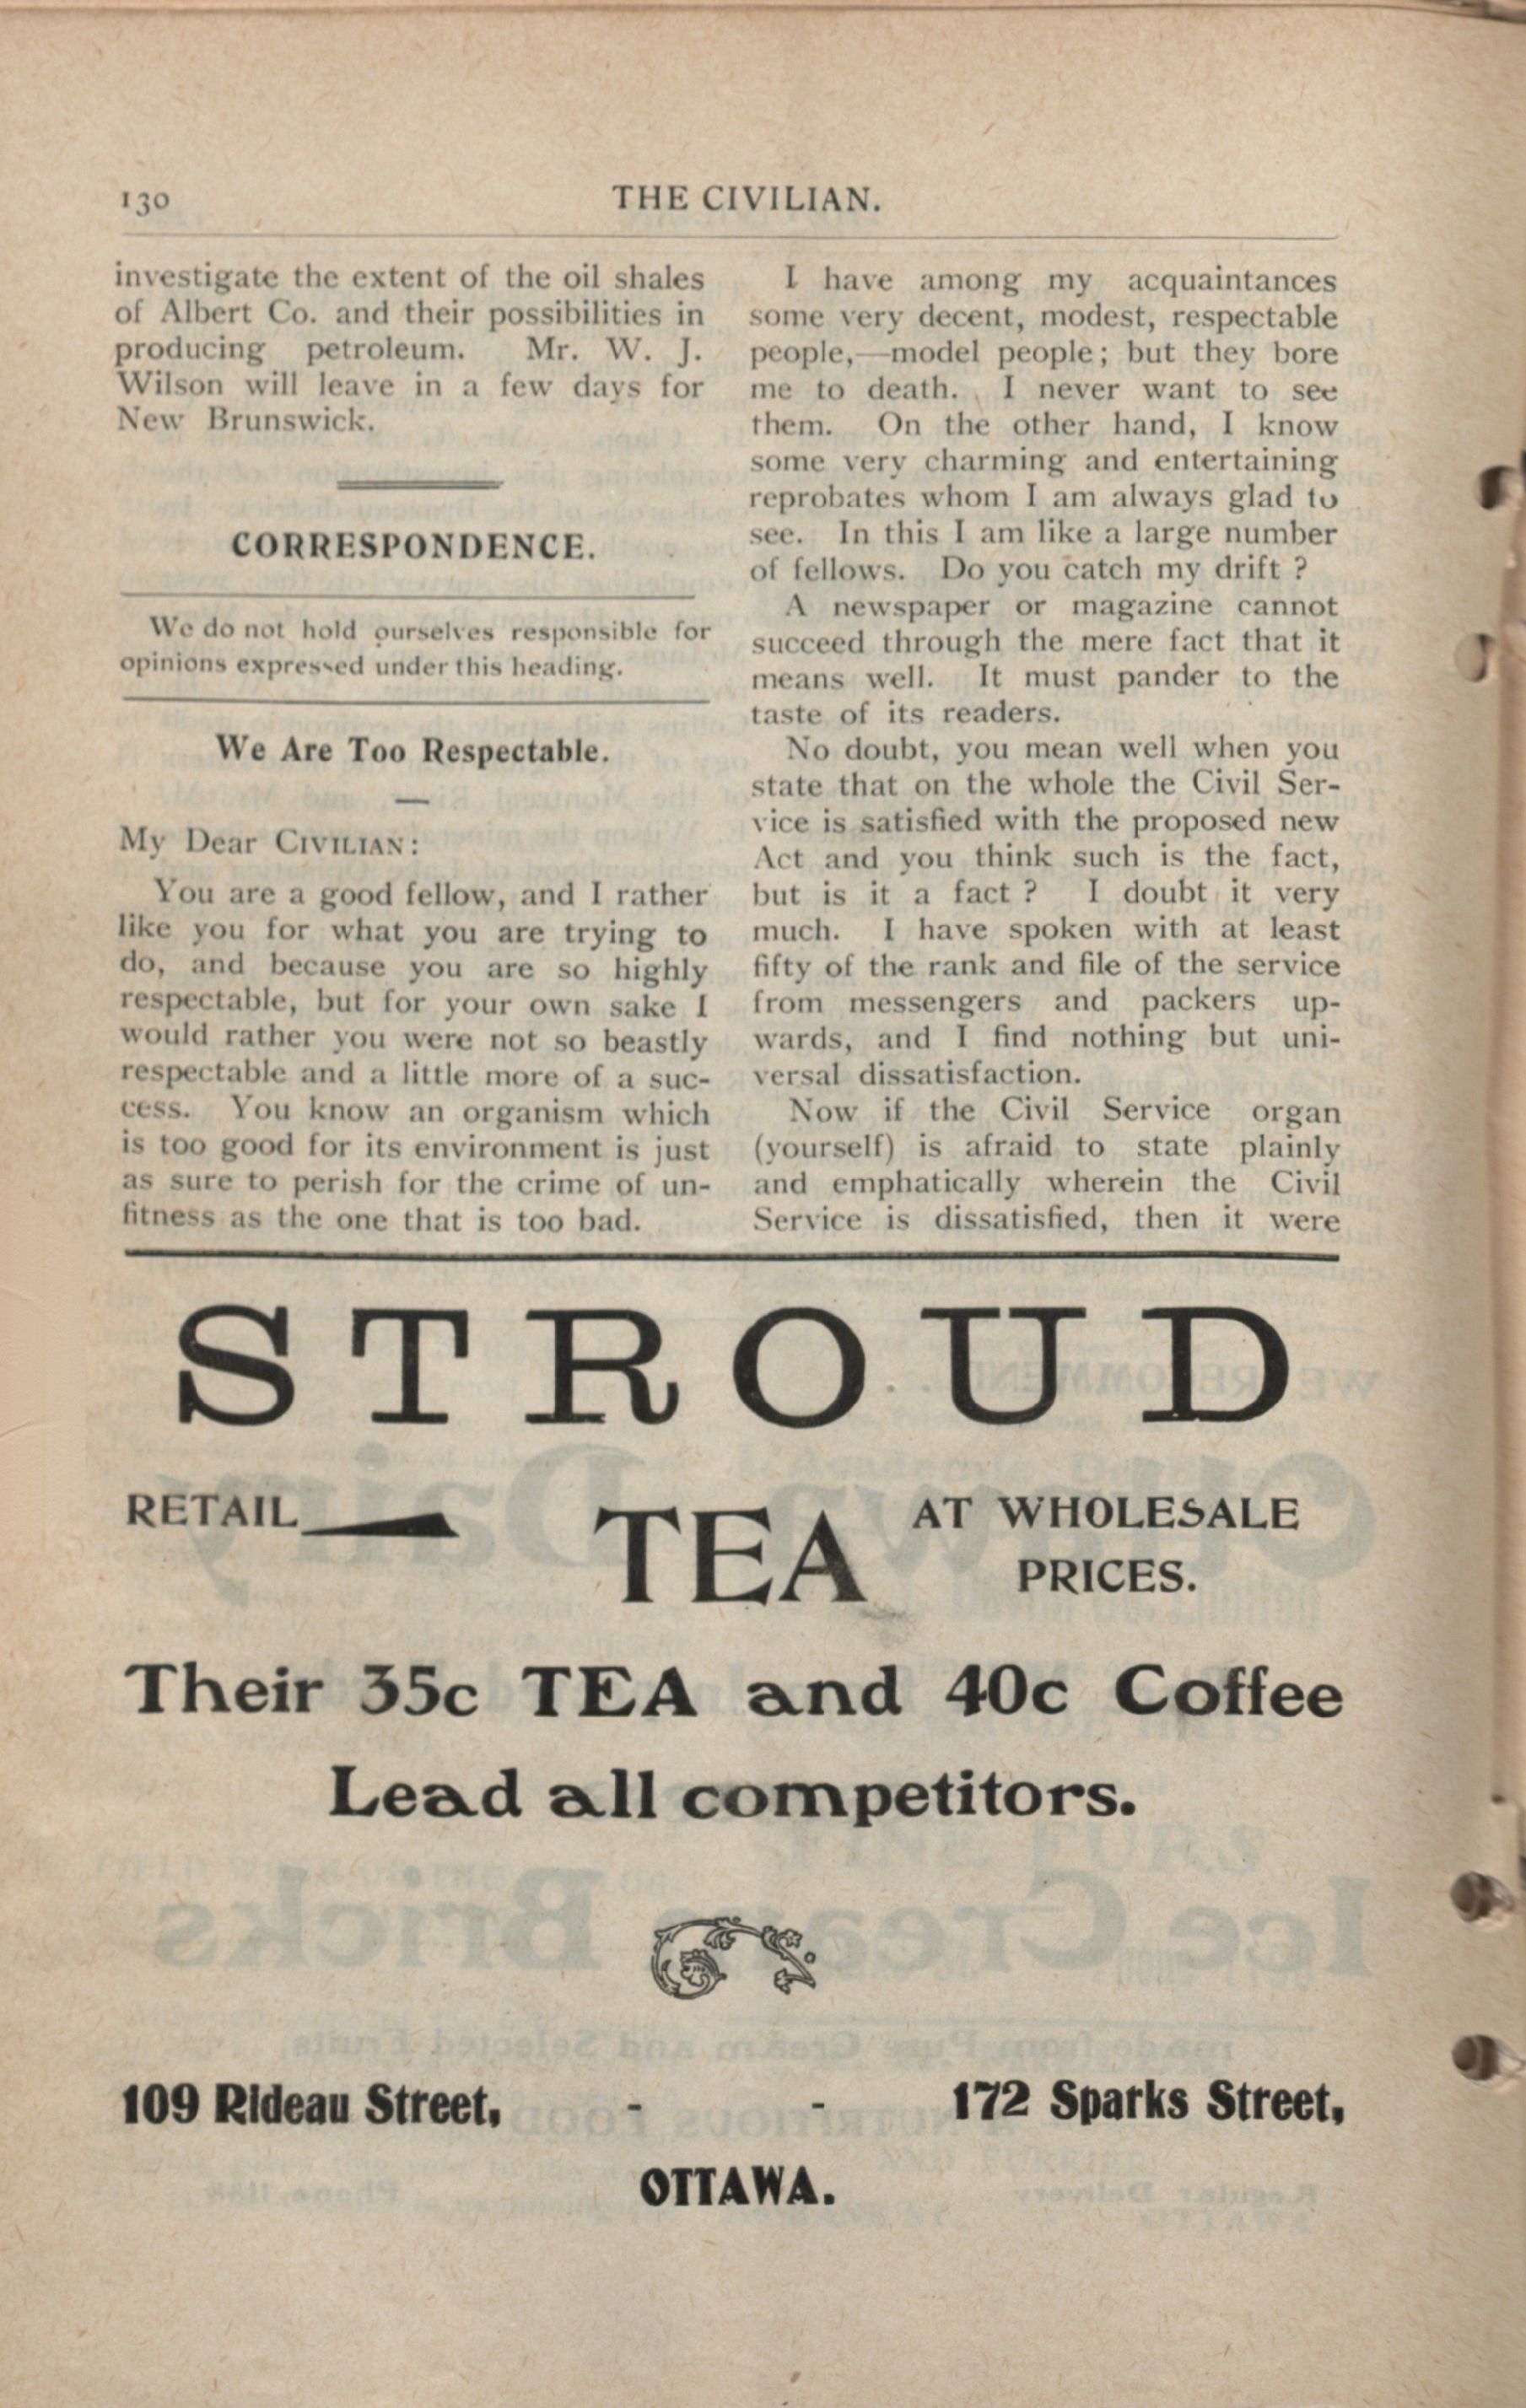 130
THE CIVILIAN.
investigate the extent of the oil shales
of Albert Co. and their possibilities in
producing petroleum. Mr. W. J.
Wilson will leave in a few days for
New Brunswick.
CORRESPONDENCE.
We do not hold ourselves responsible for
opinions expressed under this heading.
We Are Too Respectable.
My Dear CIVILIAN:
You are a good fellow, and I rather
like you for what you are trying to
do, and because you are so highly
respectable, but for your own sake I
would rather you were not so beastly
respectable and a little more of a suc-
cess. You know an organism which
is too good for its environment is just
as sure to perish for the crime of un-
fitness as the one that is too bad.
I have among my acquaintances
some very decent, modest, respectable
people,—model people; but they bore
me to death. I never want to see
them. On the other hand, I know
some very charming and entertaining
reprobates whom I am always glad to
see. In this I am like a large number
of fellows. Do you catch my drift ?
A newspaper or magazine cannot
succeed through the mere fact that it
means well. It must pander to the
taste of its readers.
No doubt, you mean well when you
state that on the whole the Civil Ser-
vice is satisfied with the proposed new
Act and you think such is the fact,
but is it a fact ? I doubt it very
much. I have spoken with at least
fifty of the rank and file of the service
from messengers and packers up-
wards, and I find nothing but uni-
versal dissatisfaction.
Now if the Civil Service organ
(yourself) is afraid to state plainly
and emphatically wherein the Civil
Service is dissatisfied, then it were
STROUD
RETAIL TEA AT WHOLESALE
PRICES.
Their 35c TEA and 40c Coffee
Lead all competitors.
109 Rideau Street, - - 172 Sparks Street,
OTTAWA.